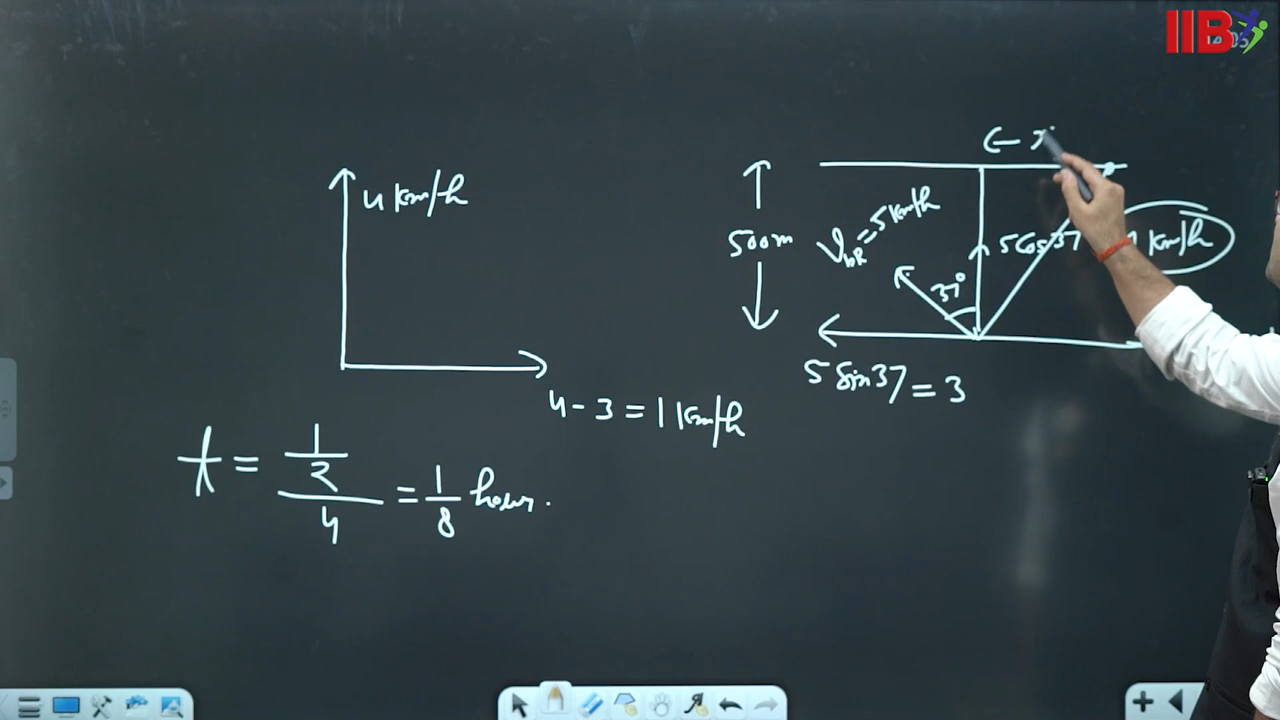 IIB
4 Km/h
4 - 3 = 1 Km/h
t = 1/2 / 4 = 1/8 hour.
← x
500m
VbR = 5 Km/h
37°
5 Cos 37
Km/h
5 Sin 37 = 3